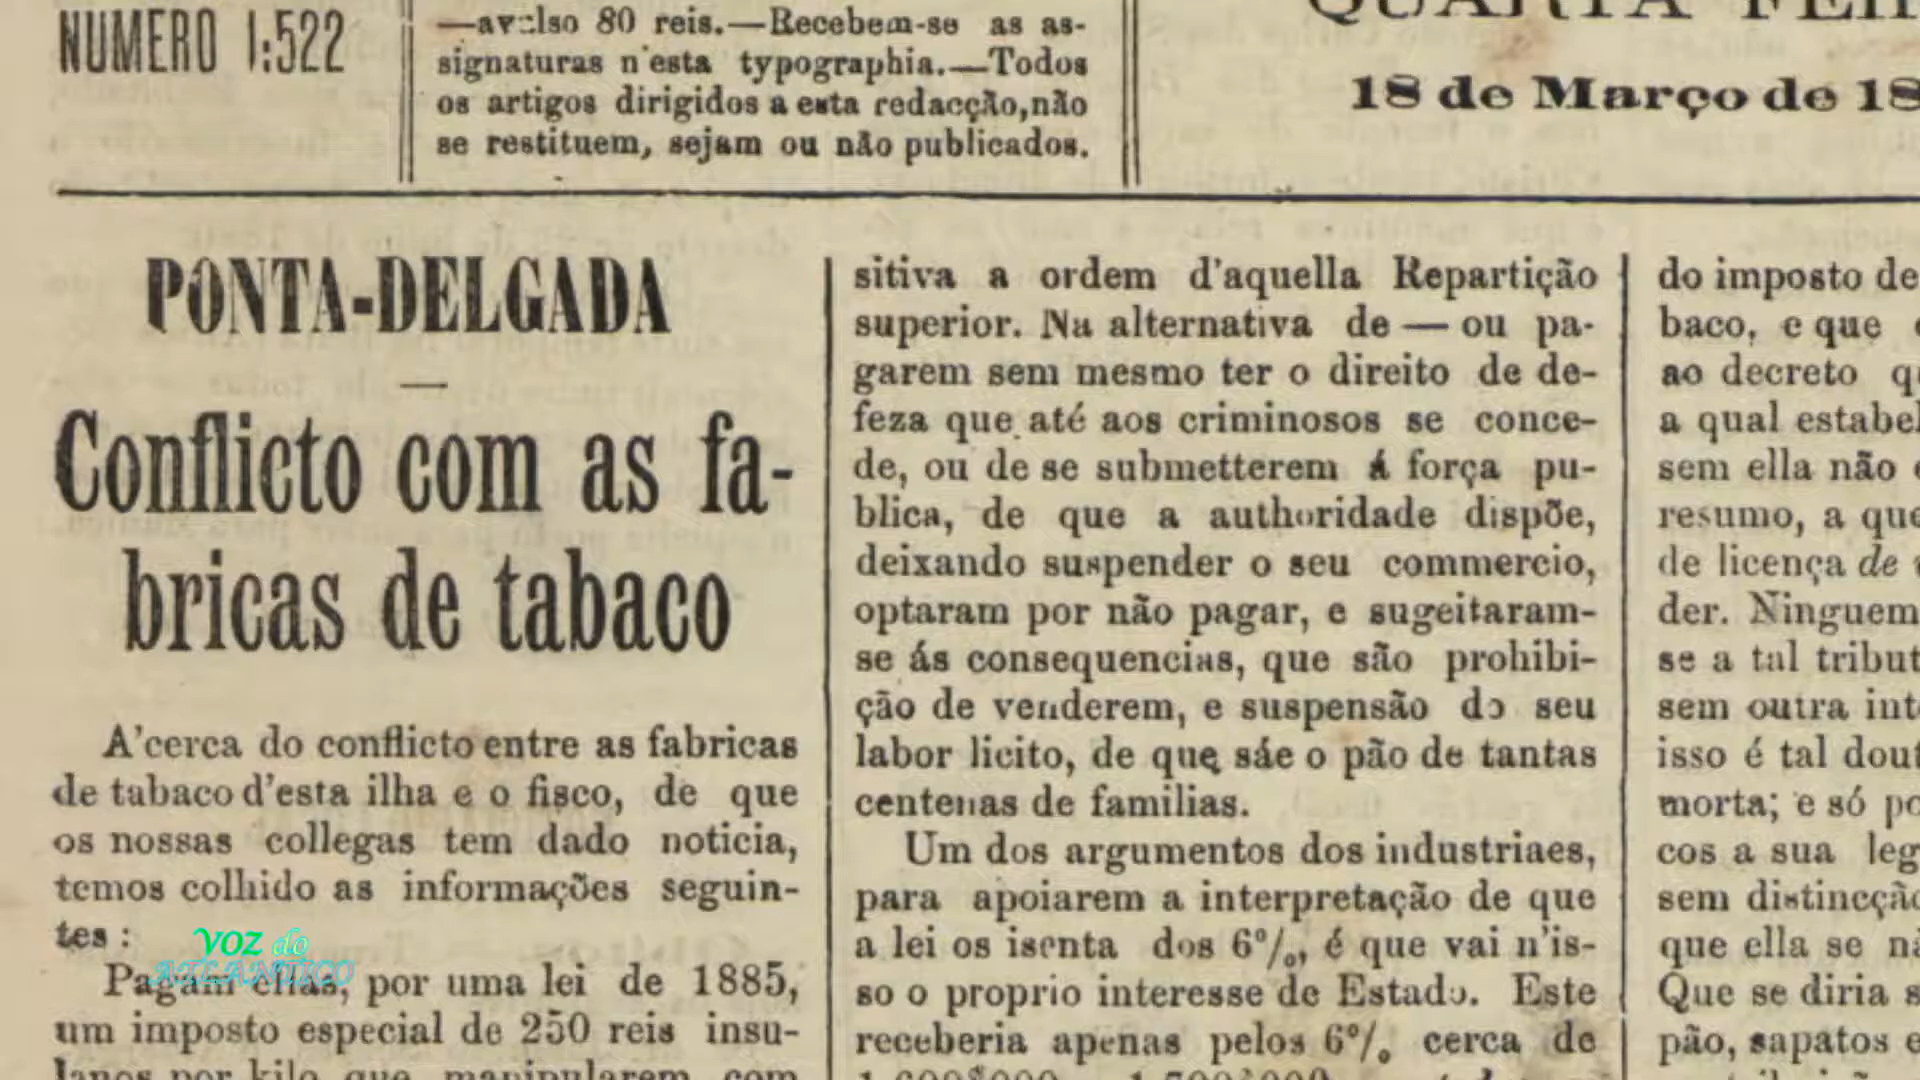 NUMERO 1:522
—avulso 80 reis.—Recebem-se as as-
signaturas n'esta typographia.—Todos
os artigos dirigidos a esta redacção, não
se restituem, sejam ou não publicados.
QUARTA FEI
18 de Março de 18
PONTA-DELGADA
Conflicto com as fa-
bricas de tabaco
A'cerca do conflicto entre as fabricas
de tabaco d'esta ilha e o fisco, de que
os nossas collegas tem dado noticia,
temos colhido as informações seguin-
tes :
Pagam ellas, por uma lei de 1885,
um imposto especial de 250 reis insu-
lanos por kilo que manipularem, com
sitiva a ordem d'aquella Repartição
superior. Na alternativa de — ou pa-
garem sem mesmo ter o direito de de-
feza que até aos criminosos se conce-
de, ou de se submetterem á força pu-
blica, de que a authoridade dispõe,
deixando suspender o seu commercio,
optaram por não pagar, e sugeitaram-
se ás consequencias, que são prohibi-
ção de venderem, e suspensão do seu
labor licito, de que sáe o pão de tantas
centenas de familias.
Um dos argumentos dos industriaes,
para apoiarem a interpretação de que
a lei os isenta dos 6%, é que vai n'is-
so o proprio interesse de Estado. Este
receberia apenas pelos 6% cerca de
do imposto de
baco, e que
ao decreto q
a qual estabel
sem ella não
resumo, a que
de licença de
der. Ninguem
se a tal tribut
sem outra int
isso é tal dout
morta; e só po
cos a sua leg
sem distincçã
que ella se nã
Que se diria s
pão, sapatos e
VOZ do
ATLANTICO